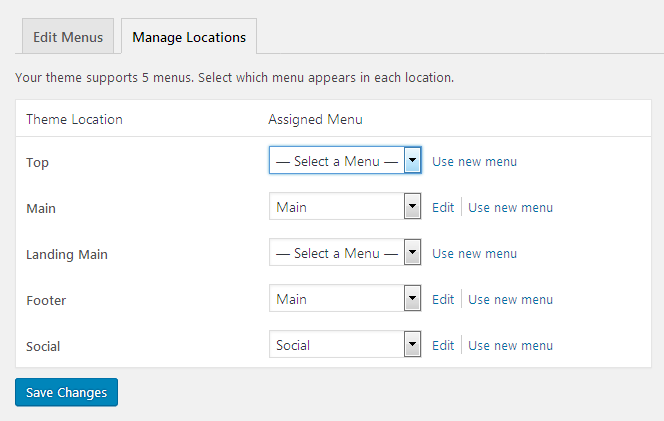 Edit Menus Manage Locations
Your theme supports 5 menus. Select which menu appears in each location.
Theme Location Assigned Menu
Top — Select a Menu — Use new menu
Main Main Edit Use new menu
Landing Main — Select a Menu — Use new menu
Footer Main Edit Use new menu
Social Social Edit Use new menu
Save Changes